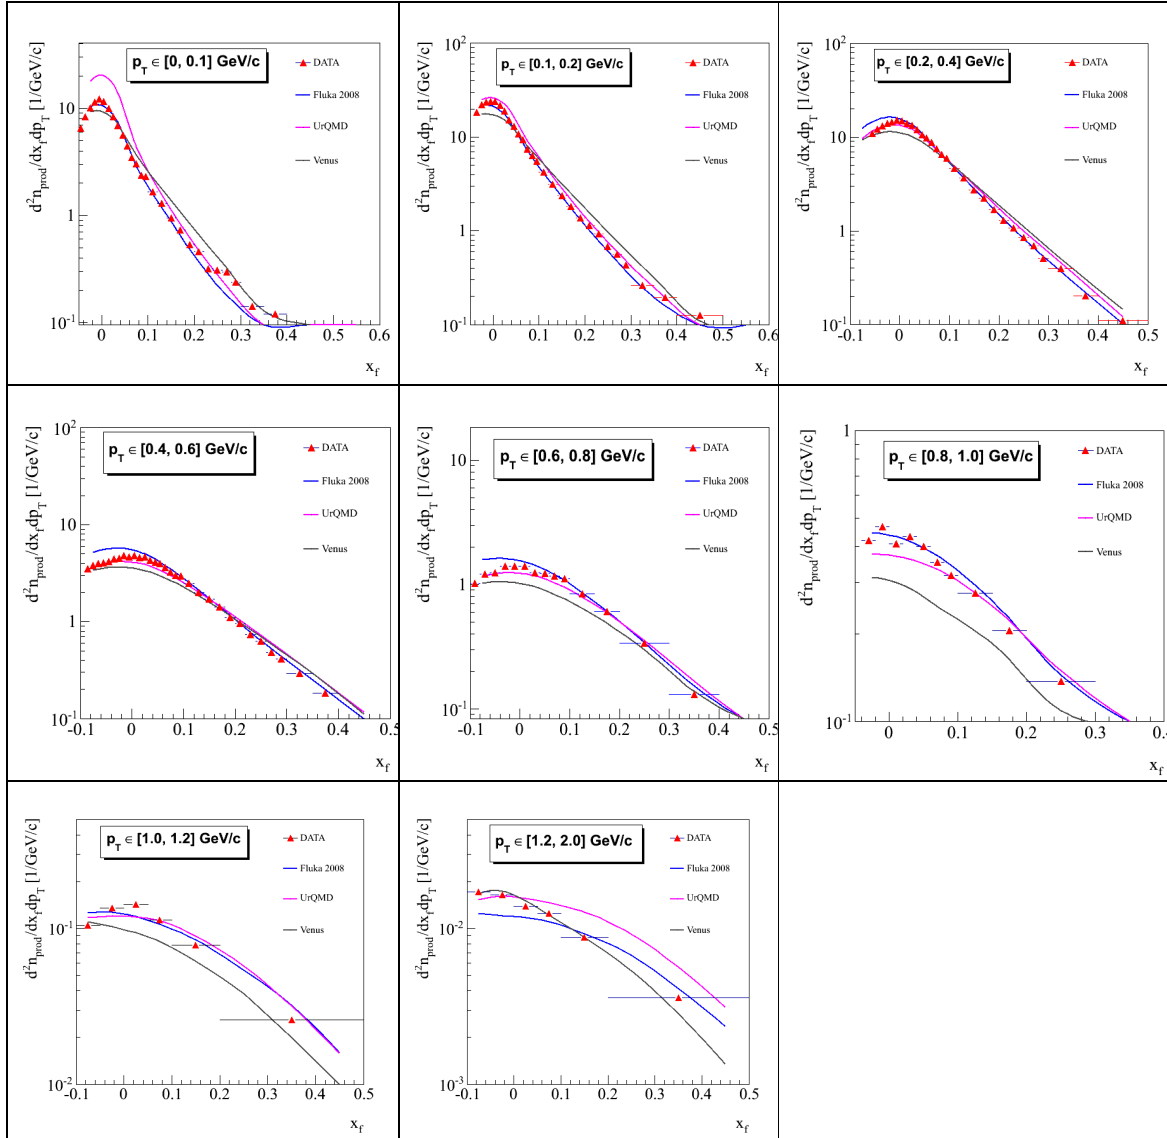 d²n_prod/dx_f dp_T [1/GeV/c]
p_T ∈ [0, 0.1] GeV/c
DATA
Fluka 2008
UrQMD
Venus
10
1
10⁻¹
0 0.1 0.2 0.3 0.4 0.5 0.6
x_f
d²n_prod/dx_f dp_T [1/GeV/c]
p_T ∈ [0.1, 0.2] GeV/c
DATA
Fluka 2008
UrQMD
Venus
10²
10
1
10⁻¹
0 0.1 0.2 0.3 0.4 0.5 0.6
x_f
d²n_prod/dx_f dp_T [1/GeV/c]
p_T ∈ [0.2, 0.4] GeV/c
DATA
Fluka 2008
UrQMD
Venus
10²
10
1
10⁻¹
-0.1 0 0.1 0.2 0.3 0.4 0.5
x_f
d²n_prod/dx_f dp_T [1/GeV/c]
p_T ∈ [0.4, 0.6] GeV/c
DATA
Fluka 2008
UrQMD
Venus
10²
10
1
10⁻¹
-0.1 0 0.1 0.2 0.3 0.4 0.5
x_f
d²n_prod/dx_f dp_T [1/GeV/c]
p_T ∈ [0.6, 0.8] GeV/c
DATA
Fluka 2008
UrQMD
Venus
10
1
10⁻¹
-0.1 0 0.1 0.2 0.3 0.4 0.5
x_f
d²n_prod/dx_f dp_T [1/GeV/c]
p_T ∈ [0.8, 1.0] GeV/c
DATA
Fluka 2008
UrQMD
Venus
1
10⁻¹
0 0.1 0.2 0.3 0.4
x_f
d²n_prod/dx_f dp_T [1/GeV/c]
p_T ∈ [1.0, 1.2] GeV/c
DATA
Fluka 2008
UrQMD
Venus
10⁻¹
10⁻²
-0.1 0 0.1 0.2 0.3 0.4 0.5
x_f
d²n_prod/dx_f dp_T [1/GeV/c]
p_T ∈ [1.2, 2.0] GeV/c
DATA
Fluka 2008
UrQMD
Venus
10⁻¹
10⁻²
10⁻³
-0.1 0 0.1 0.2 0.3 0.4 0.5
x_f